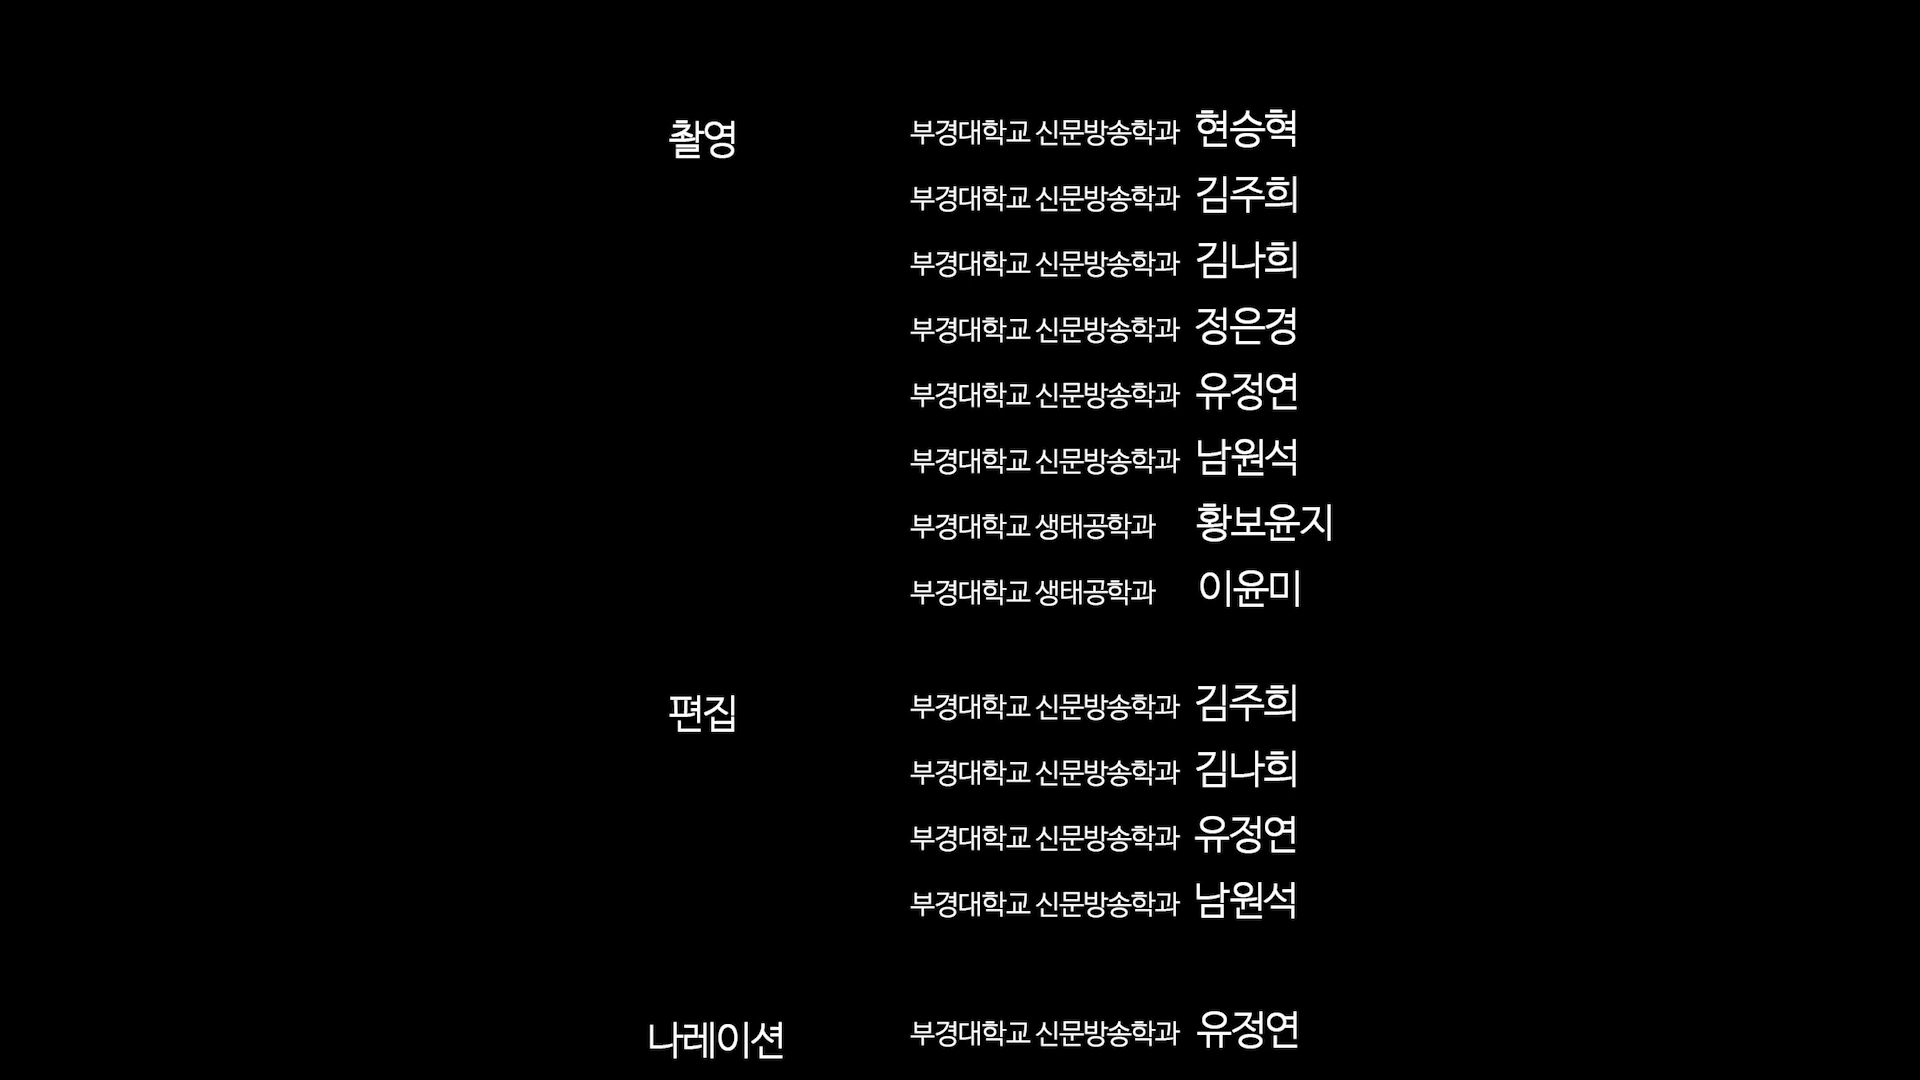 촬영 부경대학교 신문방송학과 현승혁
부경대학교 신문방송학과 김주희
부경대학교 신문방송학과 김나희
부경대학교 신문방송학과 정은경
부경대학교 신문방송학과 유정연
부경대학교 신문방송학과 남원석
부경대학교 생태공학과 황보윤지
부경대학교 생태공학과 이윤미
편집 부경대학교 신문방송학과 김주희
부경대학교 신문방송학과 김나희
부경대학교 신문방송학과 유정연
부경대학교 신문방송학과 남원석
나레이션 부경대학교 신문방송학과 유정연